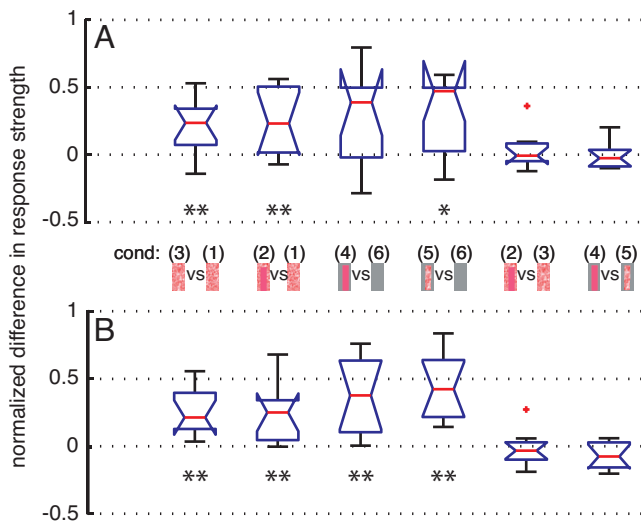 normalized difference in response strength
A
1
0.5
0
-0.5
** ** *
cond: (3) (1) (2) (1) (4) (6) (5) (6) (2) (3) (4) (5)
vs vs vs vs vs vs
B
1
0.5
0
-0.5
** ** ** **